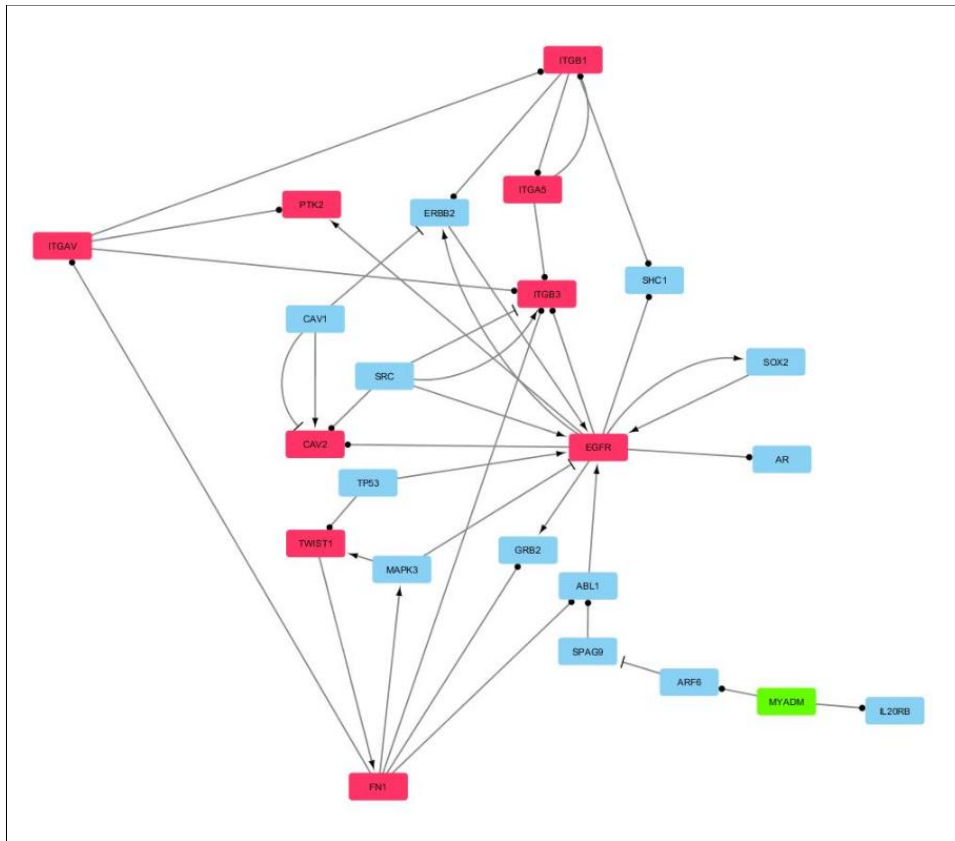 ITGB1
ITGA5
PTK2
ERBB2
ITGAV
SHC1
ITGB3
CAV1
SOX2
SRC
CAV2
EGFR
AR
TP53
TWIST1
GRB2
MAPK3
ABL1
SPAG9
ARF6
MYADM
IL20RB
FN1